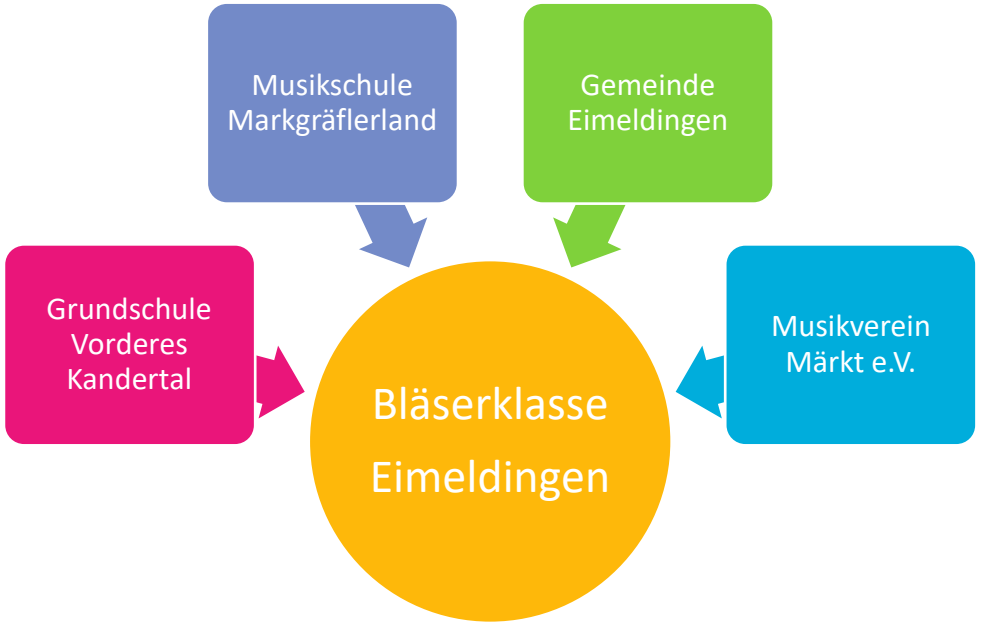 Musikschule
Markgräflerland
Gemeinde
Eimeldingen
Grundschule
Vorderes
Kandertal
Musikverein
Märkt e.V.
Bläserklasse
Eimeldingen